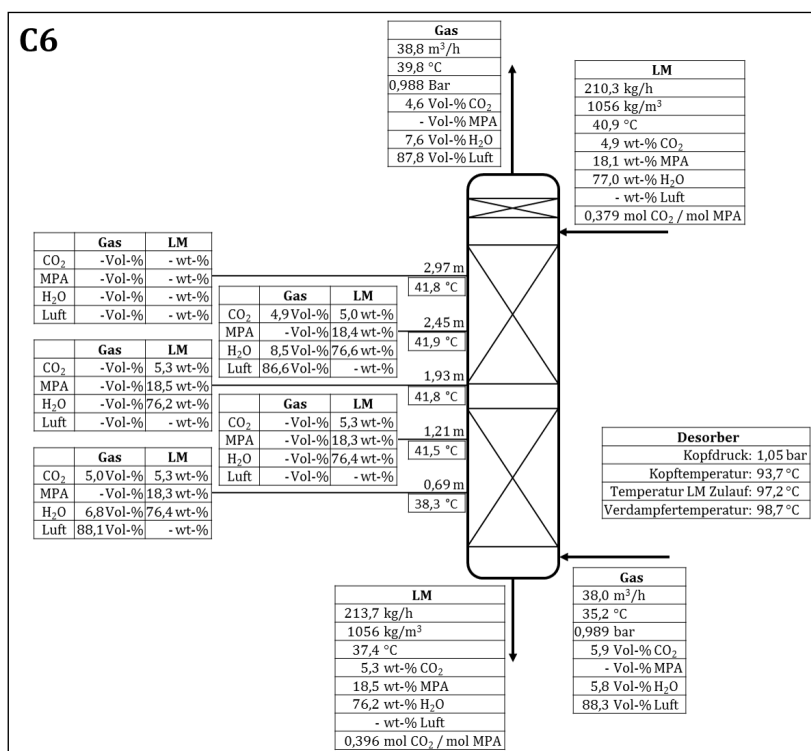 C6
Gas
38,8 m³/h
39,8 °C
0,988 Bar
4,6 Vol-% CO₂
- Vol-% MPA
7,6 Vol-% H₂O
87,8 Vol-% Luft
LM
210,3 kg/h
1056 kg/m³
40,9 °C
4,9 wt-% CO₂
18,1 wt-% MPA
77,0 wt-% H₂O
- wt-% Luft
0,379 mol CO₂ / mol MPA
Gas LM
CO₂ -Vol-% - wt-%
MPA -Vol-% - wt-%
H₂O -Vol-% - wt-%
Luft -Vol-% - wt-%
2,97 m
41,8 °C
Gas LM
CO₂ 4,9 Vol-% 5,0 wt-%
MPA -Vol-% 18,4 wt-%
H₂O 8,5 Vol-% 76,6 wt-%
Luft 86,6 Vol-% - wt-%
2,45 m
41,9 °C
Gas LM
CO₂ -Vol-% 5,3 wt-%
MPA -Vol-% 18,5 wt-%
H₂O -Vol-% 76,2 wt-%
Luft -Vol-% - wt-%
1,93 m
41,8 °C
Gas LM
CO₂ -Vol-% 5,3 wt-%
MPA -Vol-% 18,3 wt-%
H₂O -Vol-% 76,4 wt-%
Luft -Vol-% - wt-%
1,21 m
41,5 °C
Gas LM
CO₂ 5,0 Vol-% 5,3 wt-%
MPA -Vol-% 18,3 wt-%
H₂O 6,8 Vol-% 76,4 wt-%
Luft 88,1 Vol-% - wt-%
0,69 m
38,3 °C
Desorber
Kopfdruck: 1,05 bar
Kopftemperatur: 93,7 °C
Temperatur LM Zulauf: 97,2 °C
Verdampfertemperatur: 98,7 °C
LM
213,7 kg/h
1056 kg/m³
37,4 °C
5,3 wt-% CO₂
18,5 wt-% MPA
76,2 wt-% H₂O
- wt-% Luft
0,396 mol CO₂ / mol MPA
Gas
38,0 m³/h
35,2 °C
0,989 bar
5,9 Vol-% CO₂
- Vol-% MPA
5,8 Vol-% H₂O
88,3 Vol-% Luft